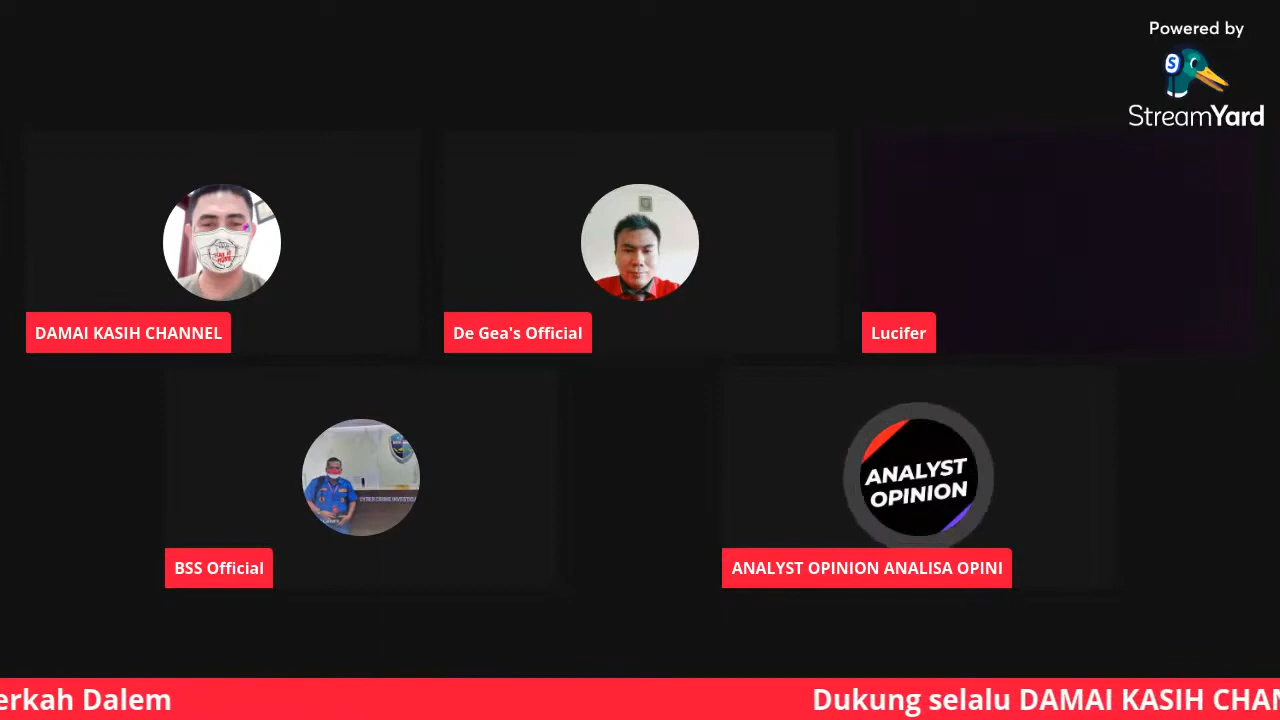 Powered by
StreamYard
DAMAI KASIH CHANNEL
De Gea's Official
Lucifer
BSS Official
ANALYST
OPINION
ANALYST OPINION ANALISA OPINI
erkah Dalem
Dukung selalu DAMAI KASIH CHAN